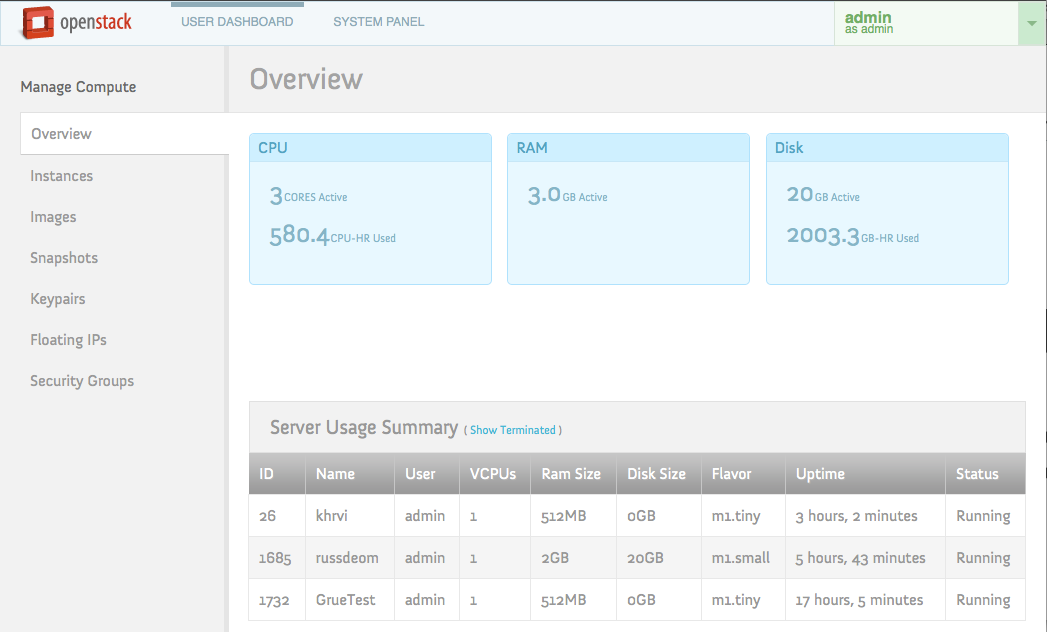 openstack USER DASHBOARD SYSTEM PANEL admin
as admin
Manage Compute
Overview
Instances
Images
Snapshots
Keypairs
Floating IPs
Security Groups
Overview
CPU
3 CORES Active
580.4 CPU-HR Used
RAM
3.0 GB Active
Disk
20 GB Active
2003.3 GB-HR Used
Server Usage Summary ( Show Terminated )
ID Name User VCPUs Ram Size Disk Size Flavor Uptime Status
26 khrvi admin 1 512MB 0GB m1.tiny 3 hours, 2 minutes Running
1685 russdeom admin 1 2GB 20GB m1.small 5 hours, 43 minutes Running
1732 GrueTest admin 1 512MB 0GB m1.tiny 17 hours, 5 minutes Running